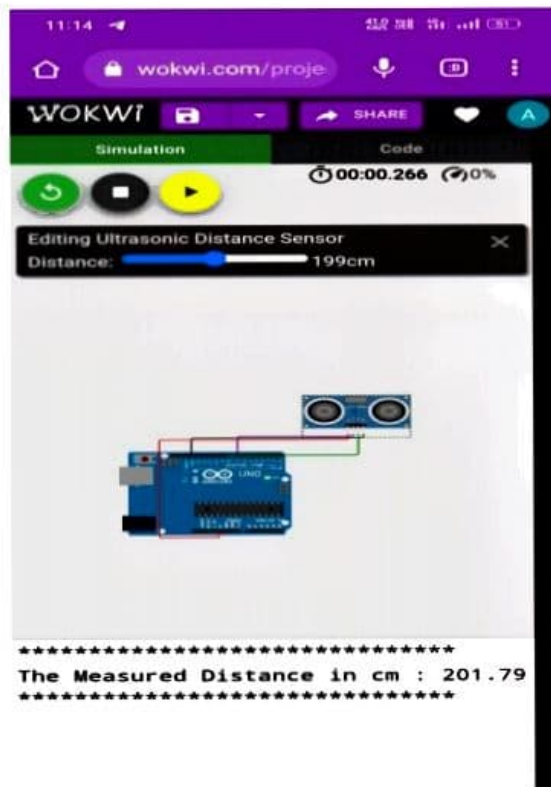 11:14
wokwi.com/proje
WOKWi SHARE A
Simulation Code
00:00.266 0%
Editing Ultrasonic Distance Sensor
Distance: 199cm
UNO
*******************************
The Measured Distance in cm : 201.79
*******************************